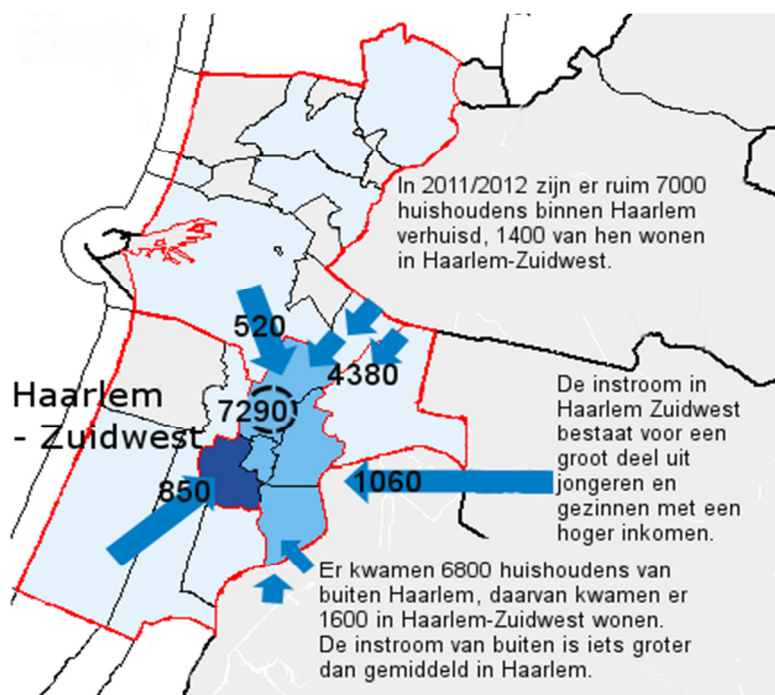 In 2011/2012 zijn er ruim 7000
huishoudens binnen Haarlem
verhuisd, 1400 van hen wonen
in Haarlem-Zuidwest.
520
4380
Haarlem
- Zuidwest
7290
850
1060
De instroom in
Haarlem Zuidwest
bestaat voor een
groot deel uit
jongeren en
gezinnen met een
hoger inkomen.
Er kwamen 6800 huishoudens van
buiten Haarlem, daarvan kwamen er
1600 in Haarlem-Zuidwest wonen.
De instroom van buiten is iets groter
dan gemiddeld in Haarlem.